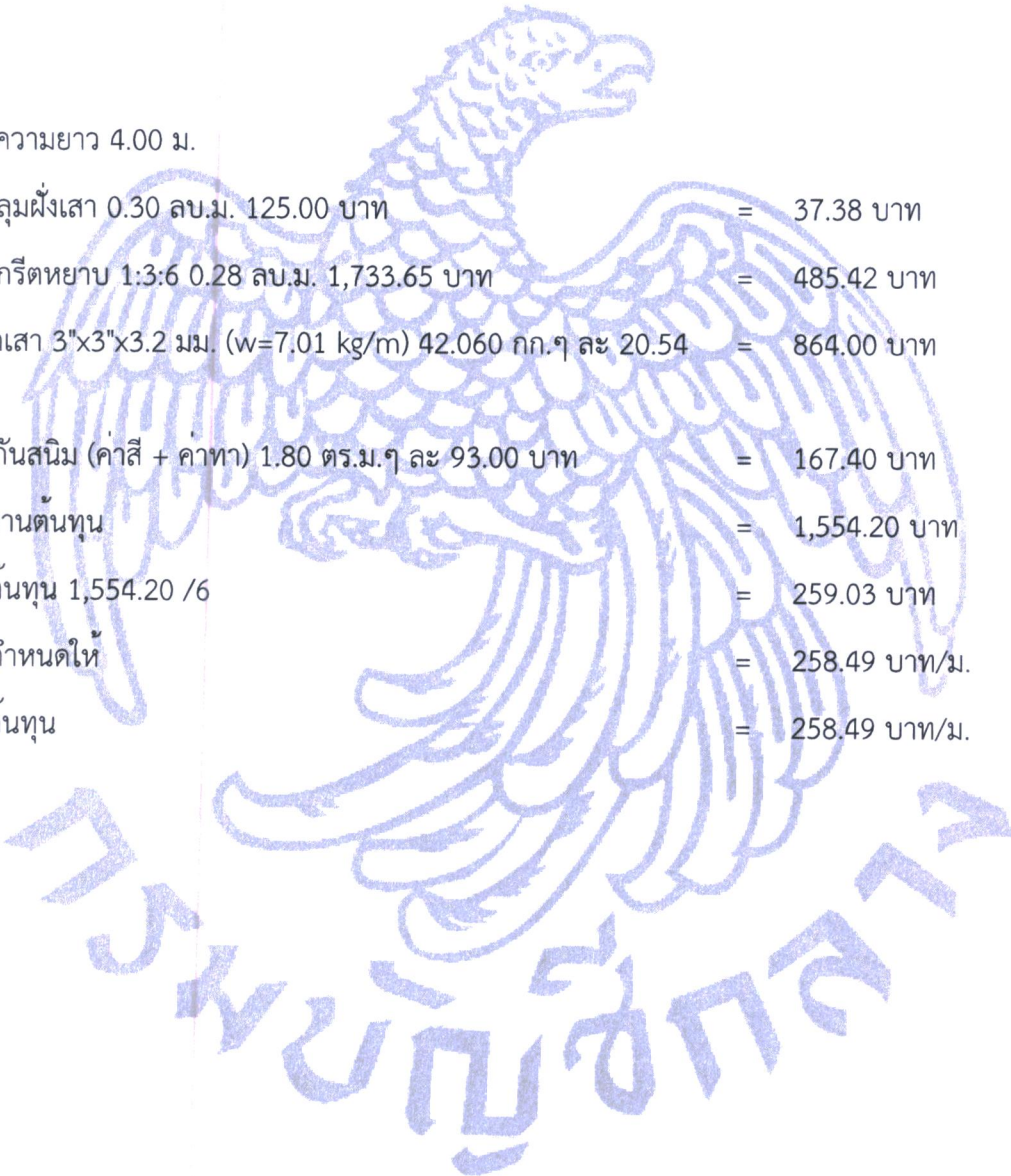 ความยาว 4.00 ม.
ลุมฝั่งเสา 0.30 ลบ.ม. 125.00 บาท = 37.38 บาท
กรีตหยาบ 1:3:6 0.28 ลบ.ม. 1,733.65 บาท = 485.42 บาท
เสา 3"x3"x3.2 มม. (w=7.01 kg/m) 42.060 กก.ๆ ละ 20.54 = 864.00 บาท
กันสนิม (ค่าสี + ค่าทา) 1.80 ตร.ม.ๆ ละ 93.00 บาท = 167.40 บาท
านต้นทุน = 1,554.20 บาท
้นทุน 1,554.20 /6 = 259.03 บาท
กำหนดให้ = 258.49 บาท/ม.
้นทุน = 258.49 บาท/ม.
กรมบัญชีกลาง